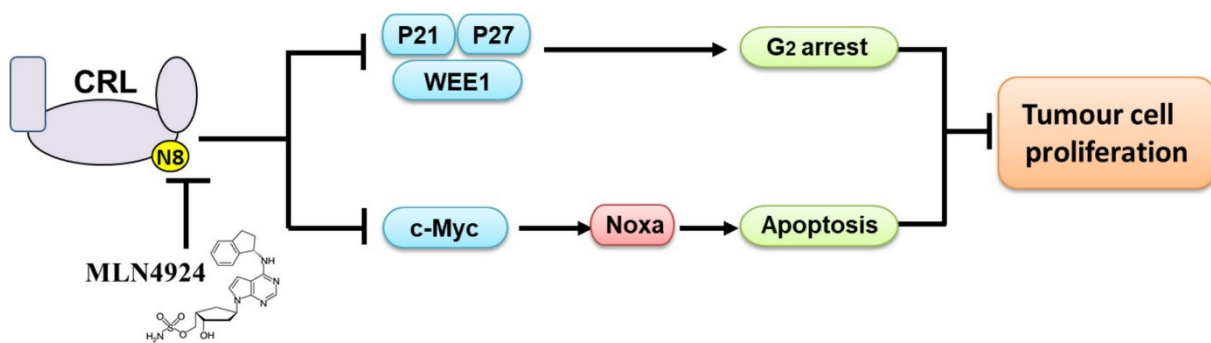 CRL
N8
MLN4924
NH
N
N
N
O
O
S
H₂N
O
OH
P21
P27
WEE1
G2 arrest
c-Myc
Noxa
Apoptosis
Tumour cell
proliferation